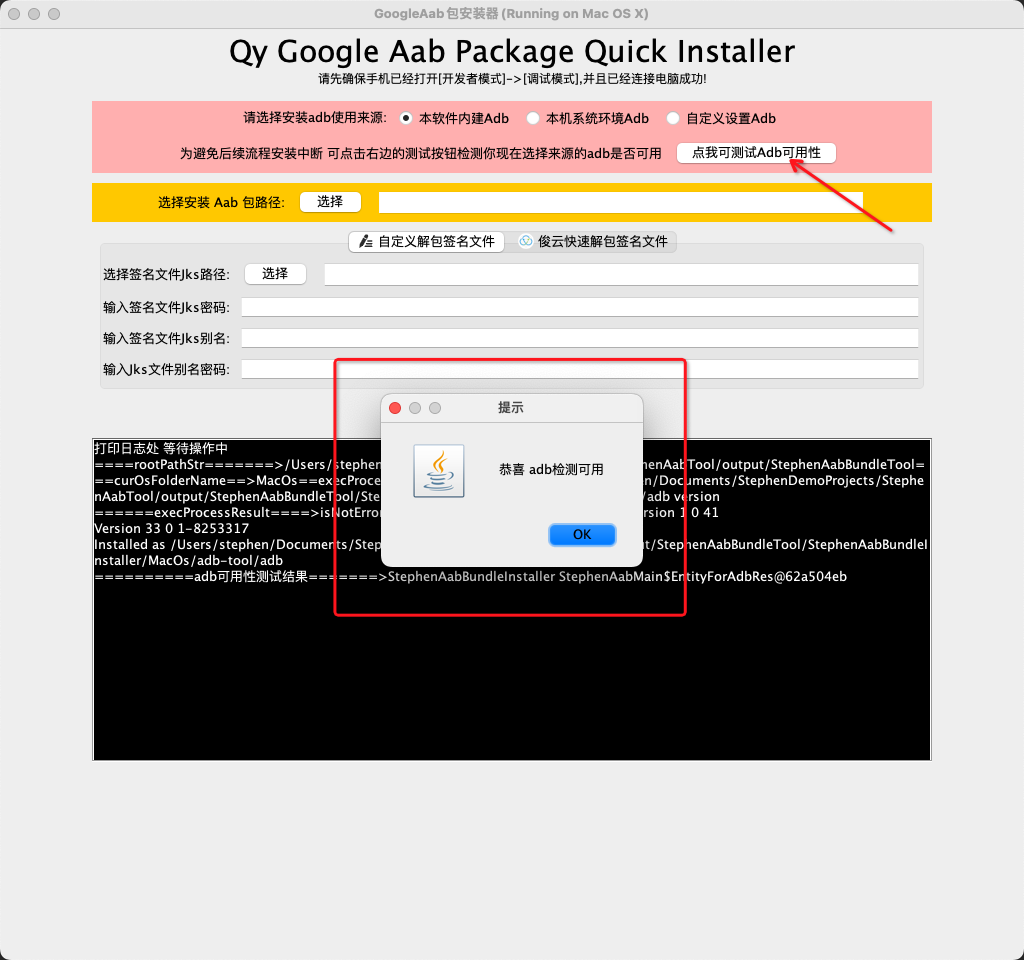 GoogleAab包安装器(Running on Mac OS X)
Qy Google Aab Package Quick Installer
请先确保手机已经打开[开发者模式]->[调试模式],并且已经连接电脑成功!
请选择安装adb使用来源: 本软件内建Adb 本机系统环境Adb 自定义设置Adb
为避免后续流程安装中断 可点击右边的测试按钮检测你现在选择来源的adb是否可用 点我可测试Adb可用性
选择安装 Aab 包路径: 选择
自定义解包签名文件 俊云快速解包签名文件
选择签名文件Jks路径: 选择
输入签名文件Jks密码:
输入签名文件Jks别名:
输入Jks文件别名密码:
提示
恭喜 adb检测可用
OK
打印日志处 等待操作中
====rootPathStr=======>/Users/stephen henAabTool/output/StephenAabBundleTool=
==curOsFolderName==>MacOs==execProce n/Documents/StephenDemoProjects/Stephe
nAabTool/output/StephenAabBundleTool/Ste /adb version
======execProcessResult====>isNotError rsion 1 0 41
Version 33 0 1-8253317
Installed as /Users/stephen/Documents/Step t/StephenAabBundleTool/StephenAabBundleI
nstaller/MacOs/adb-tool/adb
==========adb可用性测试结果=======>StephenAabBundleInstaller StephenAabMain$EntityForAdbRes@62a504eb